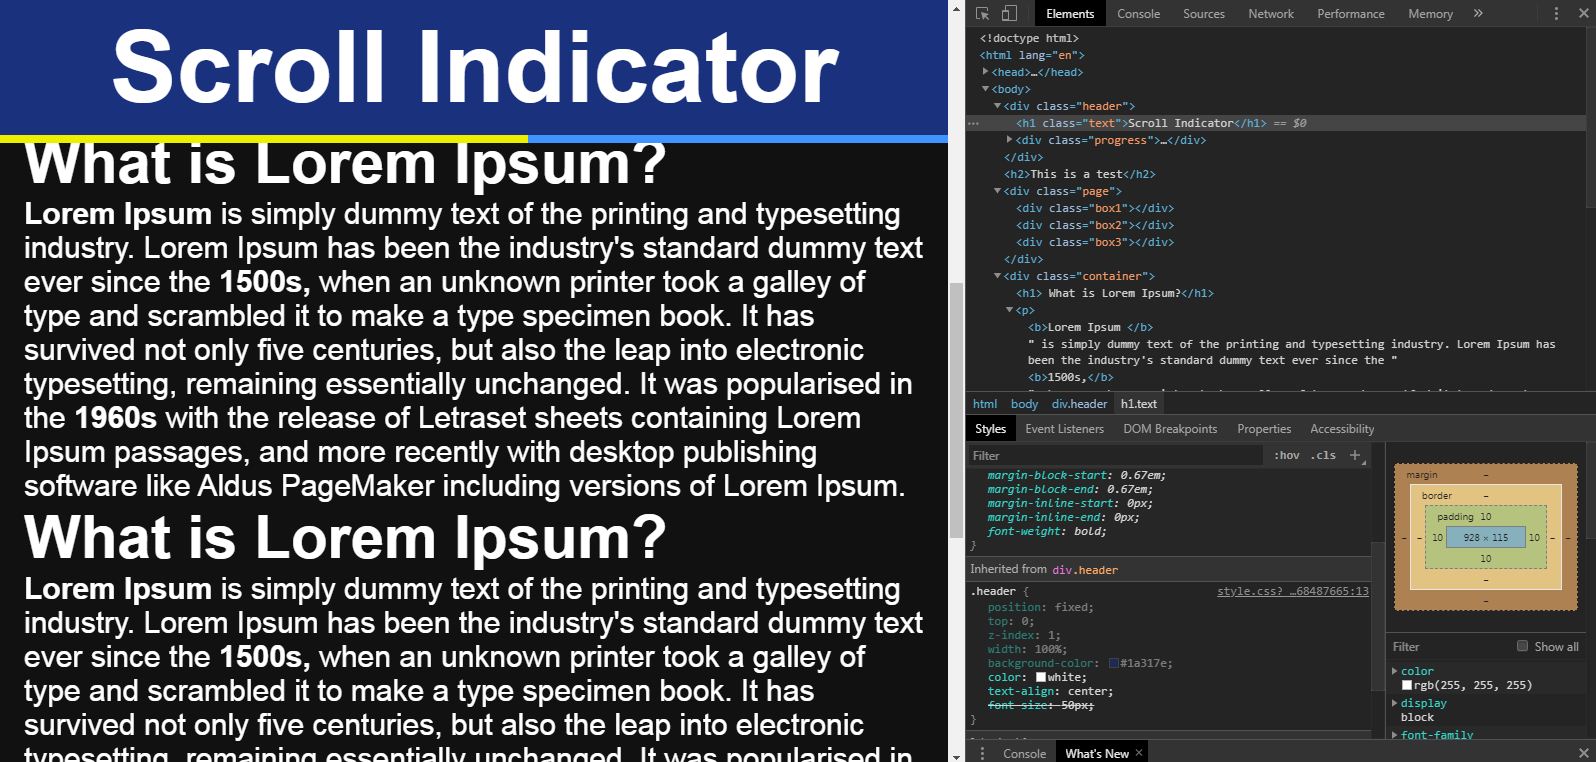 Scroll Indicator
What is Lorem Ipsum?
Lorem Ipsum is simply dummy text of the printing and typesetting
industry. Lorem Ipsum has been the industry's standard dummy text
ever since the 1500s, when an unknown printer took a galley of
type and scrambled it to make a type specimen book. It has
survived not only five centuries, but also the leap into electronic
typesetting, remaining essentially unchanged. It was popularised in
the 1960s with the release of Letraset sheets containing Lorem
Ipsum passages, and more recently with desktop publishing
software like Aldus PageMaker including versions of Lorem Ipsum.
What is Lorem Ipsum?
Lorem Ipsum is simply dummy text of the printing and typesetting
industry. Lorem Ipsum has been the industry's standard dummy text
ever since the 1500s, when an unknown printer took a galley of
type and scrambled it to make a type specimen book. It has
survived not only five centuries, but also the leap into electronic
typesetting, remaining essentially unchanged. It was popularised in
Elements Console Sources Network Performance Memory »
<!doctype html>
<html lang="en">
<head>…</head>
<body>
<div class="header">
<h1 class="text">Scroll Indicator</h1> == $0
<div class="progress">…</div>
</div>
<h2>This is a test</h2>
<div class="page">
<div class="box1"></div>
<div class="box2"></div>
<div class="box3"></div>
</div>
<div class="container">
<h1> What is Lorem Ipsum?</h1>
<p>
<b>Lorem Ipsum </b>
" is simply dummy text of the printing and typesetting industry. Lorem Ipsum has
been the industry's standard dummy text ever since the "
<b>1500s,</b>
html body div.header h1.text
Styles Event Listeners DOM Breakpoints Properties Accessibility
Filter :hov .cls +
margin-block-start: 0.67em;
margin-block-end: 0.67em;
margin-inline-start: 0px;
margin-inline-end: 0px;
font-weight: bold;
}
Inherited from div.header
.header { style.css? …68487665:13
position: fixed;
top: 0;
z-index: 1;
width: 100%;
background-color: #1a317e;
color: white;
text-align: center;
font-size: 50px;
}
margin –
border –
padding 10
– – 10 928 × 115 10 – –
10
–
–
Filter Show all
color
rgb(255, 255, 255)
display
block
font-family
Console What's New ×